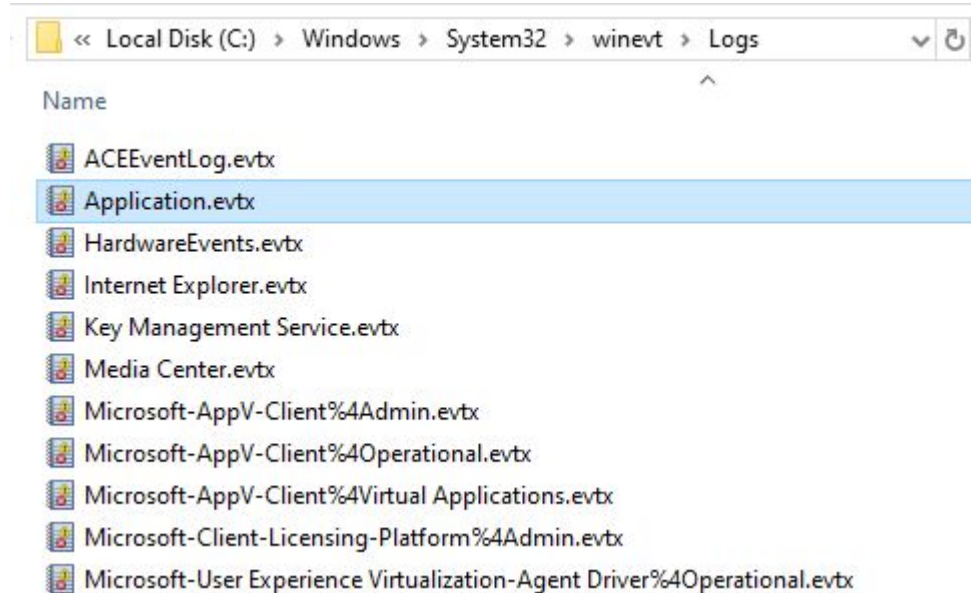 « Local Disk (C:) > Windows > System32 > winevt > Logs
Name
ACEEventLog.evtx
Application.evtx
HardwareEvents.evtx
Internet Explorer.evtx
Key Management Service.evtx
Media Center.evtx
Microsoft-AppV-Client%4Admin.evtx
Microsoft-AppV-Client%4Operational.evtx
Microsoft-AppV-Client%4Virtual Applications.evtx
Microsoft-Client-Licensing-Platform%4Admin.evtx
Microsoft-User Experience Virtualization-Agent Driver%4Operational.evtx